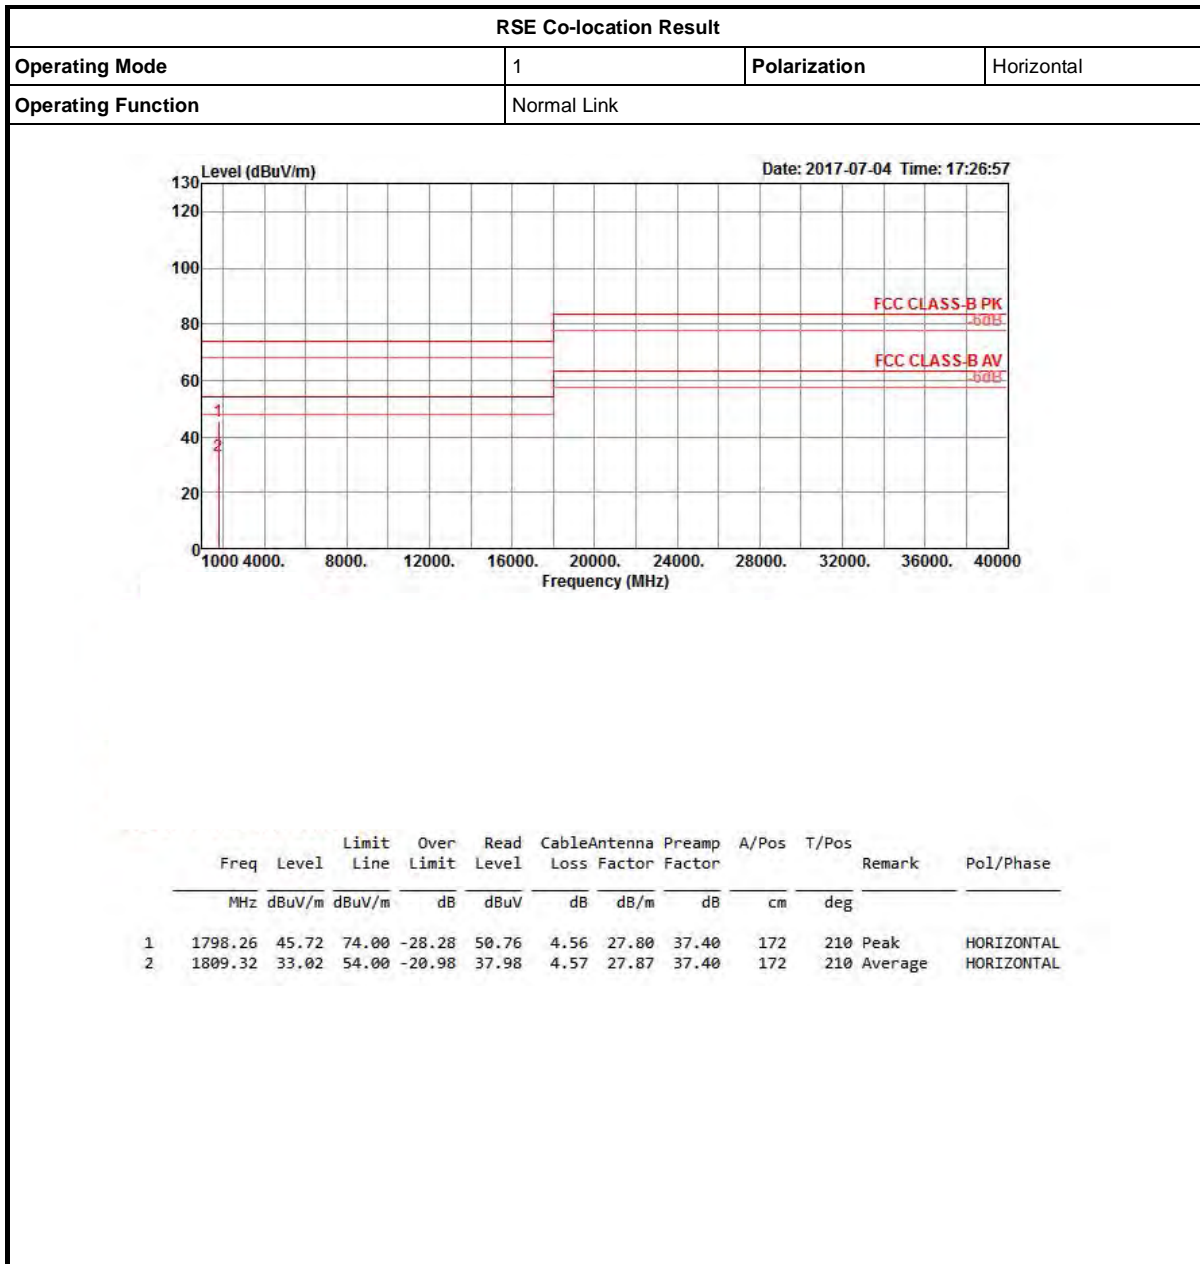 RSE Co-location Result
Operating Mode 1 Polarization Horizontal
Operating Function Normal Link
Level (dBuV/m) Date: 2017-07-04 Time: 17:26:57
130
120
100
FCC CLASS-B PK
80 -6dB
FCC CLASS-B AV
60 -6dB
1
40
2
20
0
1000 4000. 8000. 12000. 16000. 20000. 24000. 28000. 32000. 36000. 40000
Frequency (MHz)
Limit Over Read CableAntenna Preamp A/Pos T/Pos
Freq Level Line Limit Level Loss Factor Factor Remark Pol/Phase
MHz dBuV/m dBuV/m dB dBuV dB dB/m dB cm deg
1 1798.26 45.72 74.00 -28.28 50.76 4.56 27.80 37.40 172 210 Peak HORIZONTAL
2 1809.32 33.02 54.00 -20.98 37.98 4.57 27.87 37.40 172 210 Average HORIZONTAL